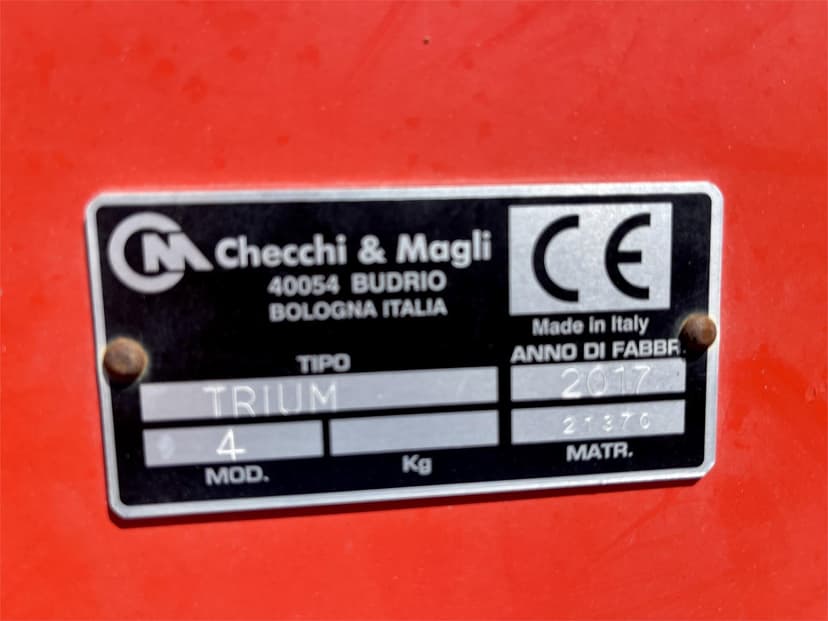 CM Checchi & Magli
40054 BUDRIO
BOLOGNA ITALIA
CE
Made in Italy
TIPO
TRIUM
ANNO DI FABBR.
2017
4
MOD.
Kg
21370
MATR.